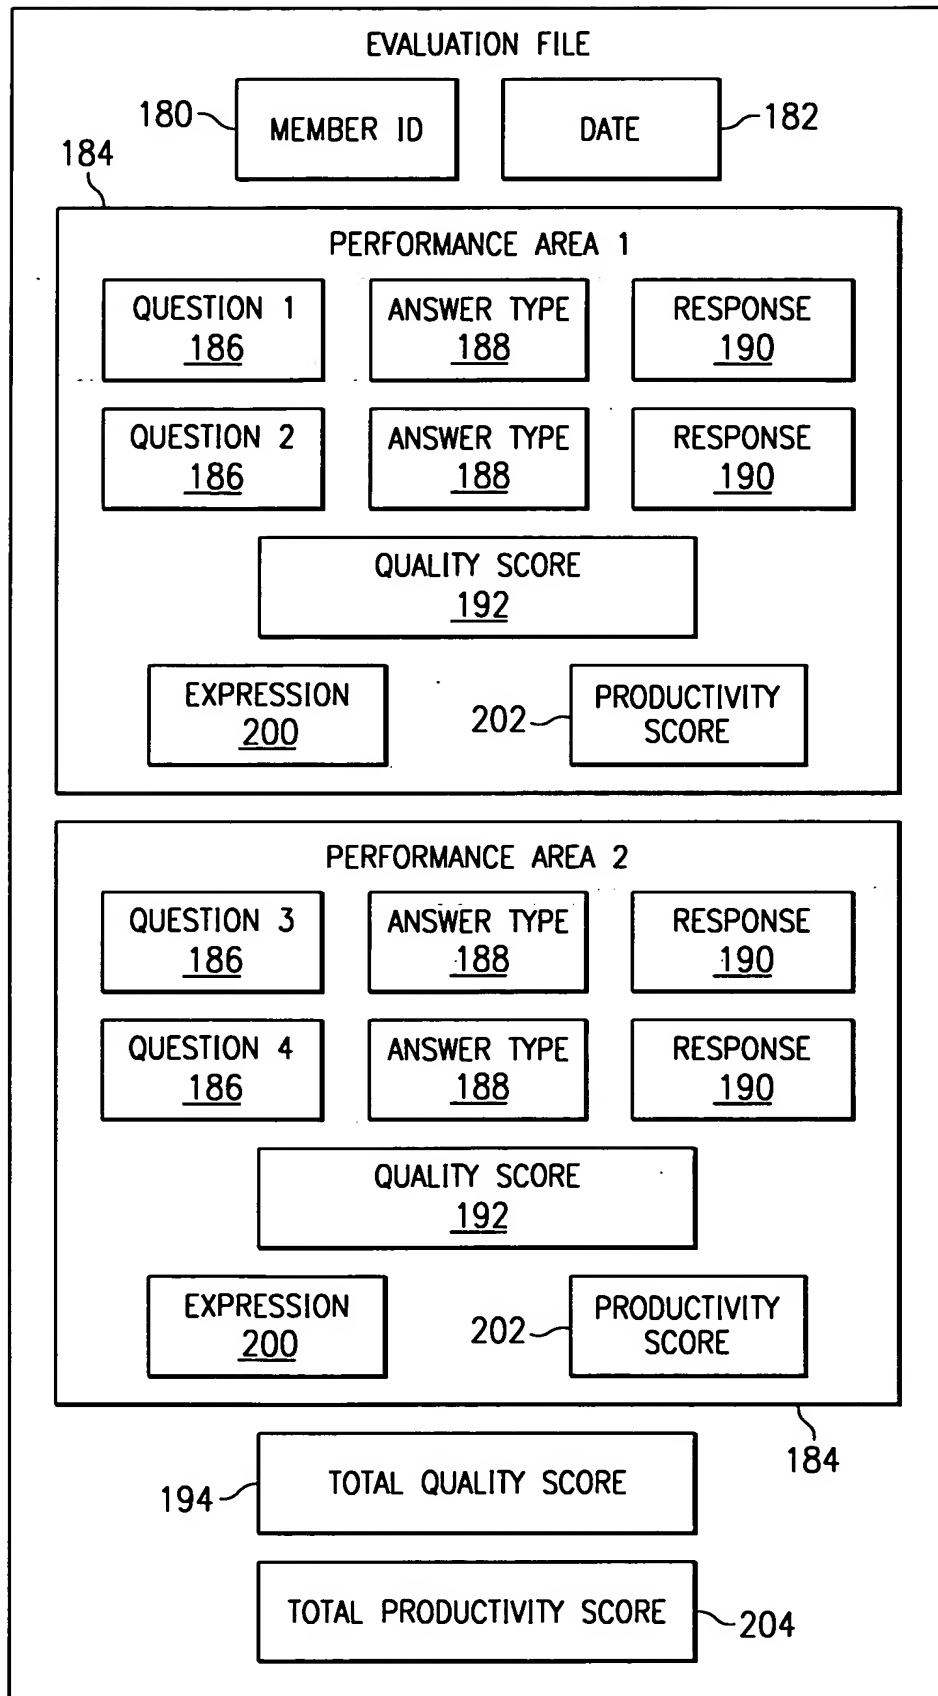 EVALUATION FILE
180 MEMBER ID DATE 182
184
PERFORMANCE AREA 1
QUESTION 1 ANSWER TYPE RESPONSE
186 188 190
QUESTION 2 ANSWER TYPE RESPONSE
186 188 190
QUALITY SCORE
192
EXPRESSION
200
202 PRODUCTIVITY
SCORE
PERFORMANCE AREA 2
QUESTION 3 ANSWER TYPE RESPONSE
186 188 190
QUESTION 4 ANSWER TYPE RESPONSE
186 188 190
QUALITY SCORE
192
EXPRESSION
200
202 PRODUCTIVITY
SCORE
184
194 TOTAL QUALITY SCORE
TOTAL PRODUCTIVITY SCORE 204